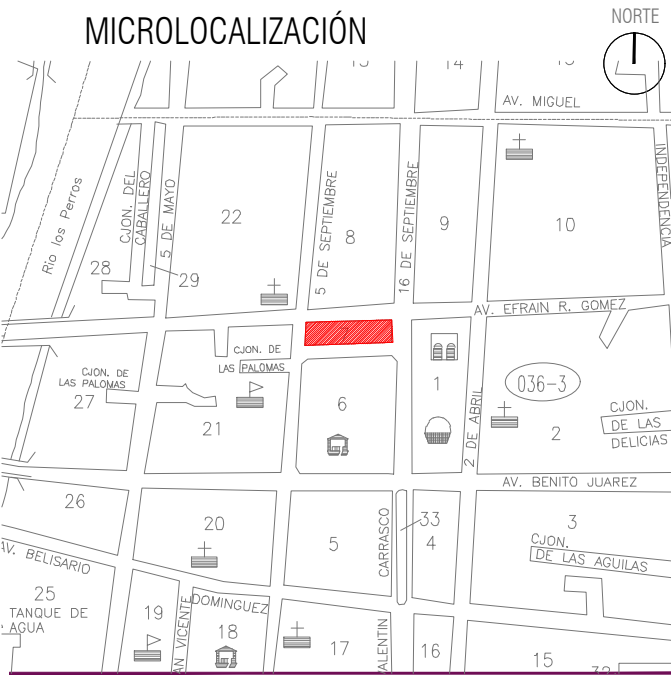 MICROLOCALIZACIÓN
NORTE
14
AV. MIGUEL
INDEPENDENCIA
Rio los Perros
CJON. DEL
CABALLERO
5 DE MAYO
22
5 DE SEPTIEMBRE
8
16 DE SEPTIEMBRE
9
10
28
29
AV. EFRAIN R. GOMEZ
7
CJON. DE
LAS PALOMAS
CJON. DE
LAS PALOMAS
27
21
6
1
2 DE ABRIL
036-3
2
CJON.
DE LAS
DELICIAS
AV. BENITO JUAREZ
26
20
5
CARRASCO
33
4
3
CJON.
DE LAS AGUILAS
AV. BELISARIO
25
TANQUE DE
AGUA
19
AN VICENTE
DOMINGUEZ
18
17
ALENTIN
16
15